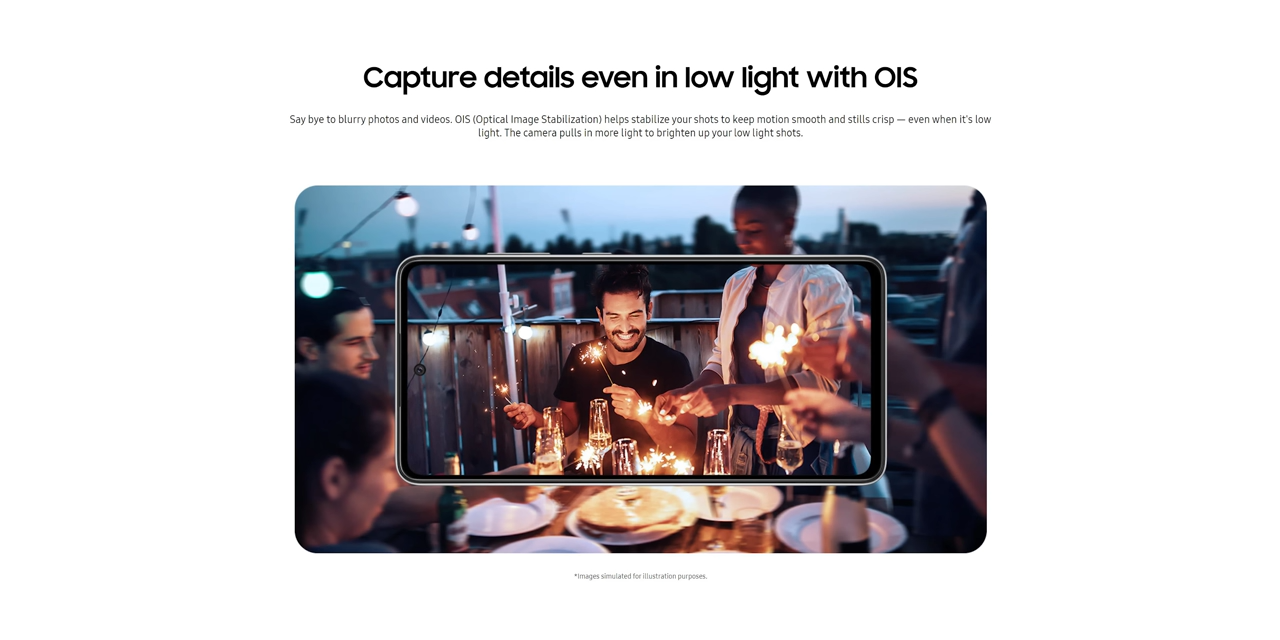 Capture details even in low light with OIS
Say bye to blurry photos and videos. OIS (Optical Image Stabilization) helps stabilize your shots to keep motion smooth and stills crisp — even when it's low
light. The camera pulls in more light to brighten up your low light shots.
*Images simulated for illustration purposes.